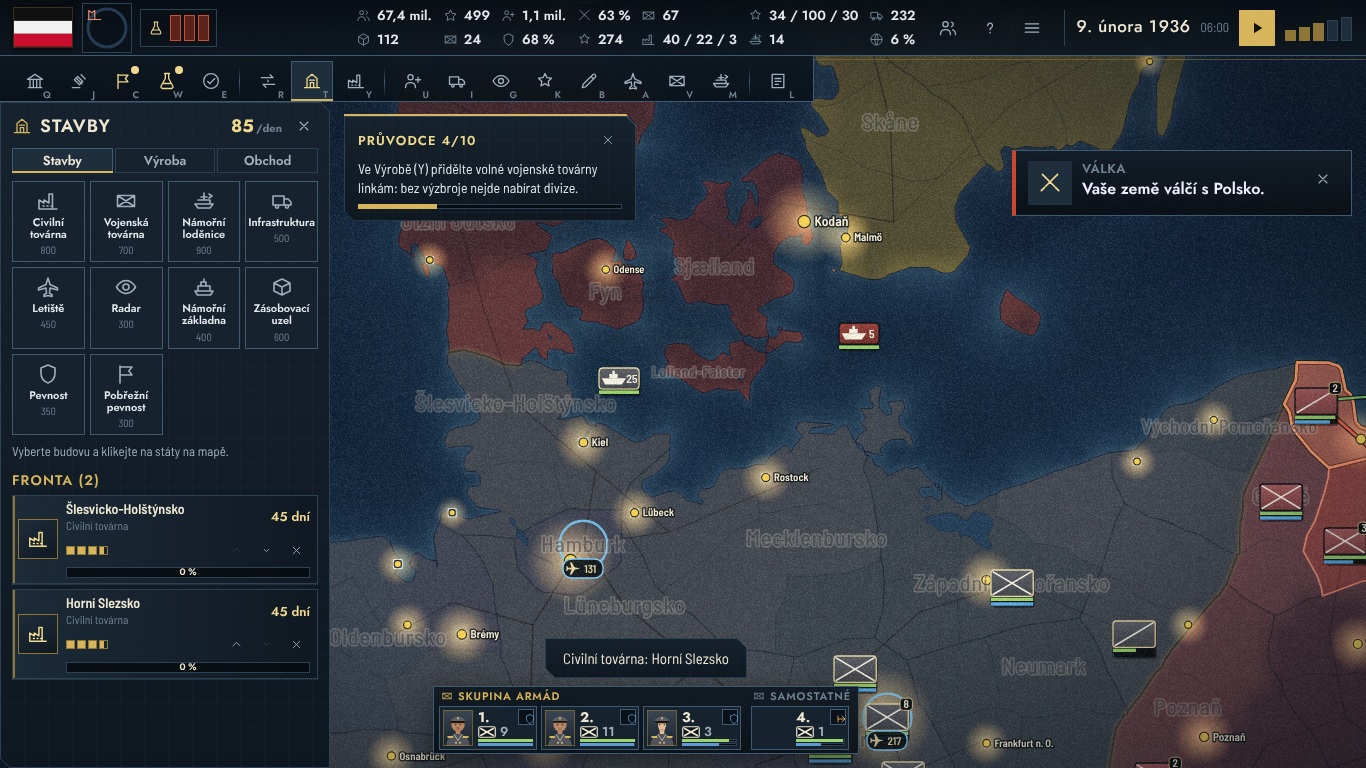 67,4 mil.
499
1,1 mil.
63 %
67
34 / 100 / 30
232
112
24
68 %
274
40 / 22 / 3
14
6 %
?
9. února 1936
06:00
Q
J
C
W
E
R
T
Y
U
I
G
K
B
A
V
M
L
STAVBY
85 /den
Stavby
Výroba
Obchod
Civilní továrna
800
Vojenská továrna
700
Námořní loděnice
900
Infrastruktura
500
Letiště
450
Radar
300
Námořní základna
400
Zásobovací uzel
600
Pevnost
350
Pobřežní pevnost
300
Vyberte budovu a klikejte na státy na mapě.
FRONTA (2)
Šlesvicko-Holštýnsko
Civilní továrna
45 dní
0 %
Horní Slezsko
Civilní továrna
45 dní
0 %
PRŮVODCE 4/10
Ve Výrobě (Y) přidělte volné vojenské továrny
linkám: bez výzbroje nejde nabírat divize.
VÁLKA
Vaše země válčí s Polskem.
Skåne
Kodaň
Malmö
Odense
Fyn
Sjælland
5
25
Lolland-Falster
Šlesvicko-Holštýnsko
Kiel
Rostock
Lübeck
Hamburk
131
Mecklenbursko
Lüneburgsko
Oldenbursko
Brémy
Východní Pomořansko
2
Neumark
Poznaň
Poznaň
Frankfurt n. O.
Osnabrück
2
8
217
Civilní továrna: Horní Slezsko
SKUPINA ARMÁD
SAMOSTATNÉ
1.
9
2.
11
3.
3
4.
1